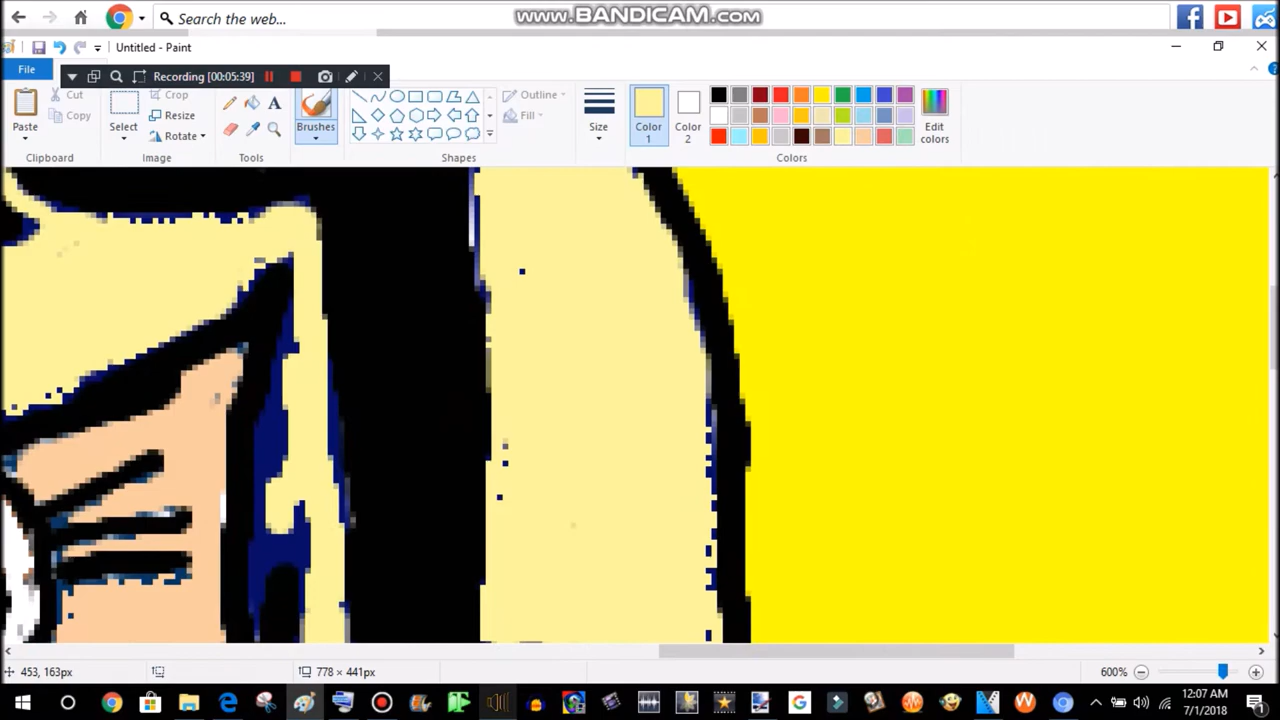 Search the web...
www.BANDICAM.com
Untitled - Paint
File
Recording [00:05:39]
Paste
Cut
Copy
Clipboard
Select
Crop
Resize
Rotate
Image
A
Tools
Brushes
Outline
Fill
Shapes
Size
Color
1
Color
2
Edit
colors
Colors
453, 163px
778 × 441px
600%
12:07 AM
7/1/2018